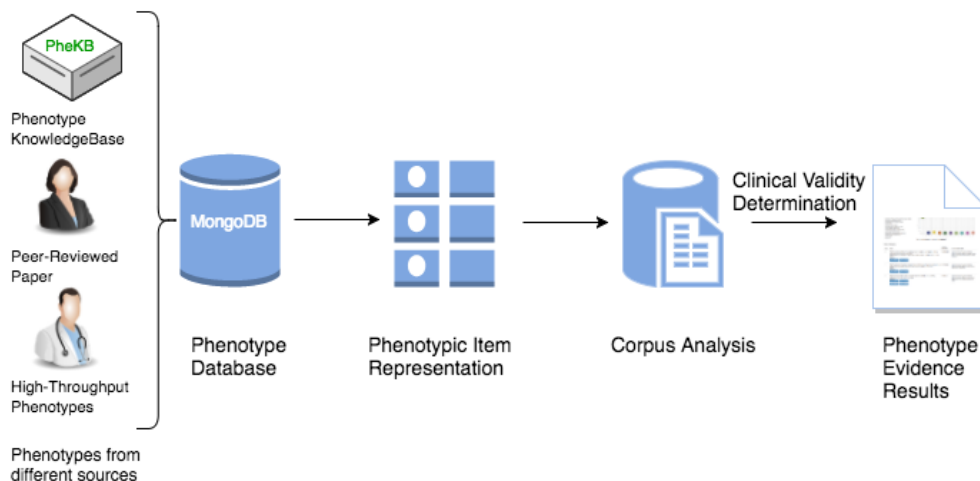 PheKB
Phenotype
KnowledgeBase
Peer-Reviewed
Paper
High-Throughput
Phenotypes
Phenotypes from
different sources
MongoDB
Phenotype
Database
Phenotypic Item
Representation
Corpus Analysis
Clinical Validity
Determination
Phenotype
Evidence
Results